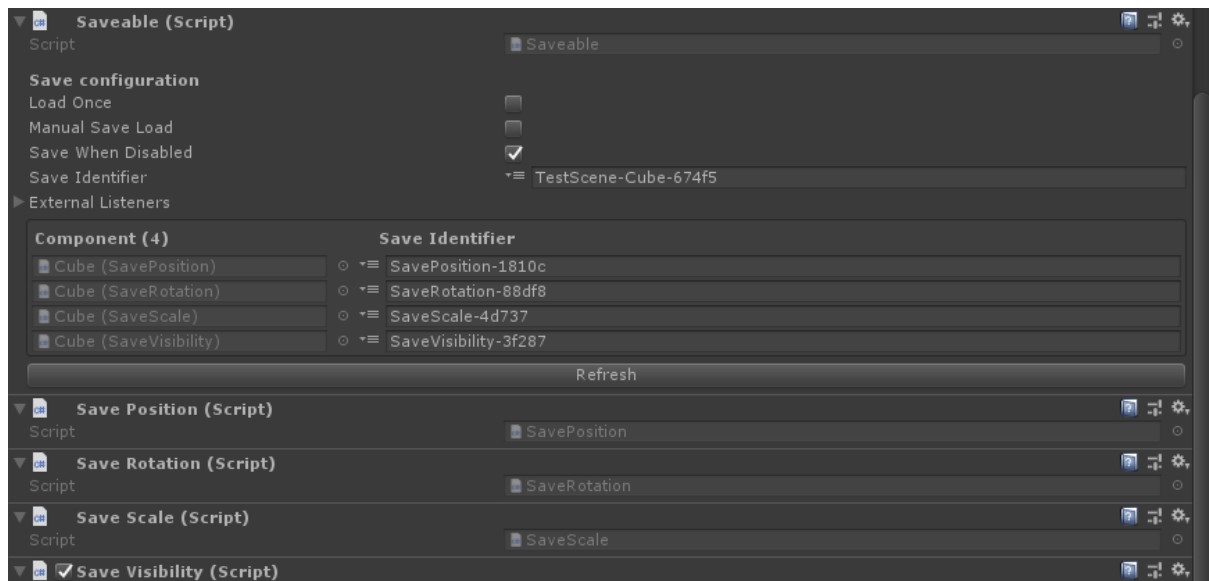 Saveable (Script)
Script Saveable
Save configuration
Load Once
Manual Save Load
Save When Disabled
Save Identifier TestScene-Cube-674f5
External Listeners
Component (4) Save Identifier
Cube (SavePosition) SavePosition-1810c
Cube (SaveRotation) SaveRotation-88df8
Cube (SaveScale) SaveScale-4d737
Cube (SaveVisibility) SaveVisibility-3f287
Refresh
Save Position (Script)
Script SavePosition
Save Rotation (Script)
Script SaveRotation
Save Scale (Script)
Script SaveScale
Save Visibility (Script)